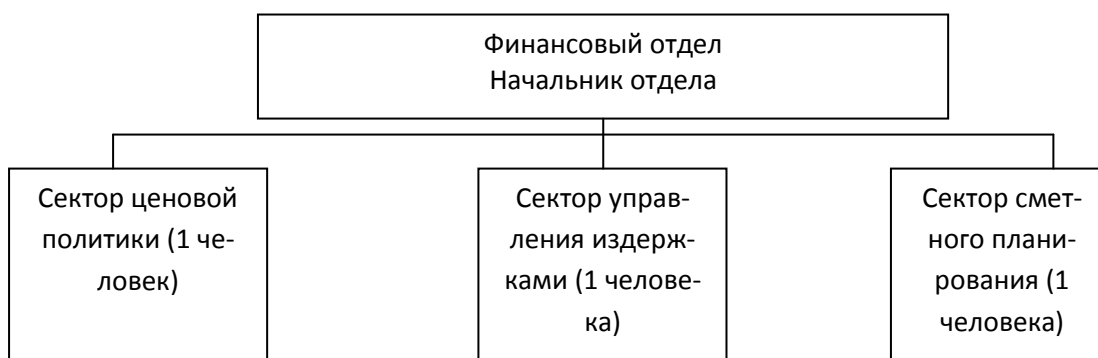 Финансовый отдел
Начальник отдела
Сектор ценовой
политики (1 че-
ловек)
Сектор управ-
ления издерж-
ками (1 челове-
ка)
Сектор смет-
ного плани-
рования (1
человека)